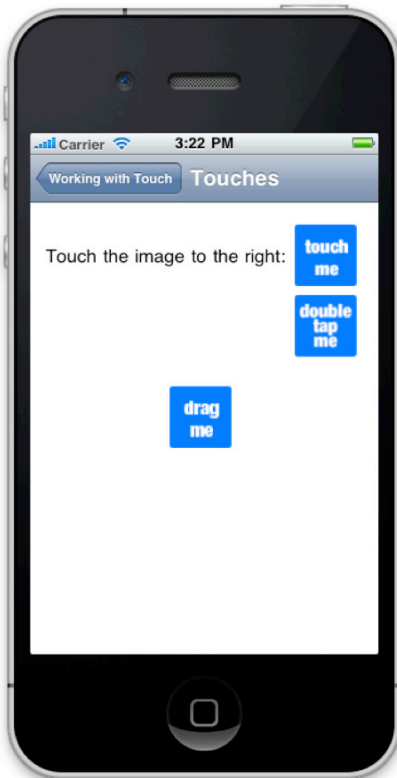 Carrier 3:22 PM
Working with Touch Touches
Touch the image to the right:
touch
me
double
tap
me
drag
me